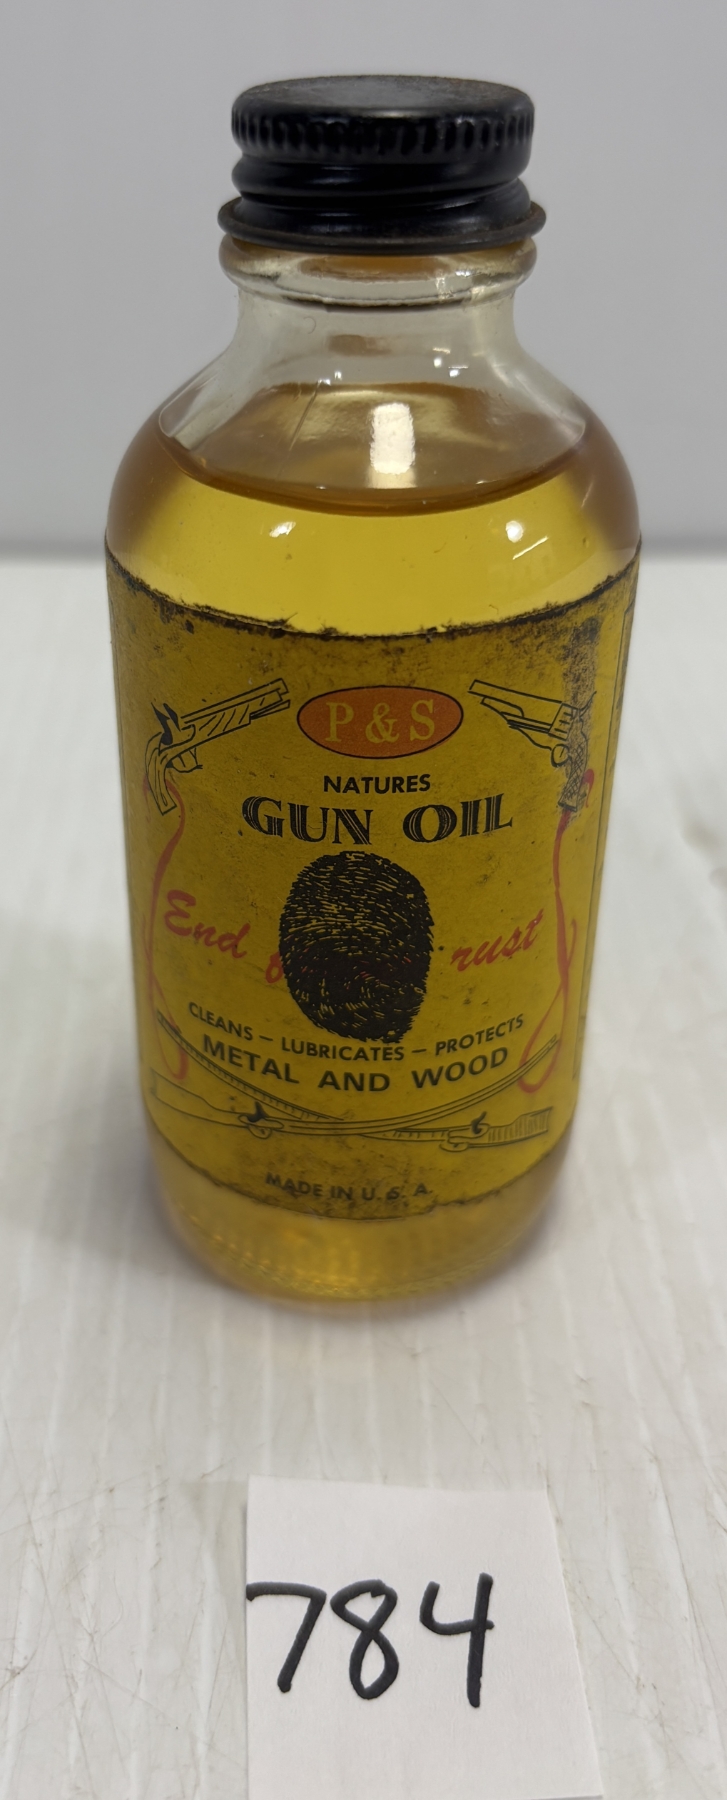 P & S
NATURES
GUN OIL
End rust
CLEANS – LUBRICATES – PROTECTS
METAL AND WOOD
MADE IN U. S. A.
784